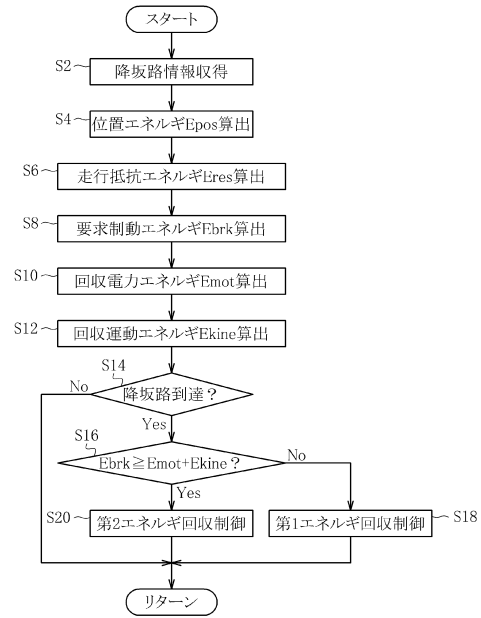 スタート
S2
降坂路情報収得
S4
位置エネルギEpos算出
S6
走行抵抗エネルギEres算出
S8
要求制動エネルギEbrk算出
S10
回収電力エネルギEmot算出
S12
回収運動エネルギEkine算出
S14
No
降坂路到達？
Yes
S16
Ebrk≧Emot+Ekine？
No
Yes
S20
第2エネルギ回収制御
第1エネルギ回収制御
S18
リターン